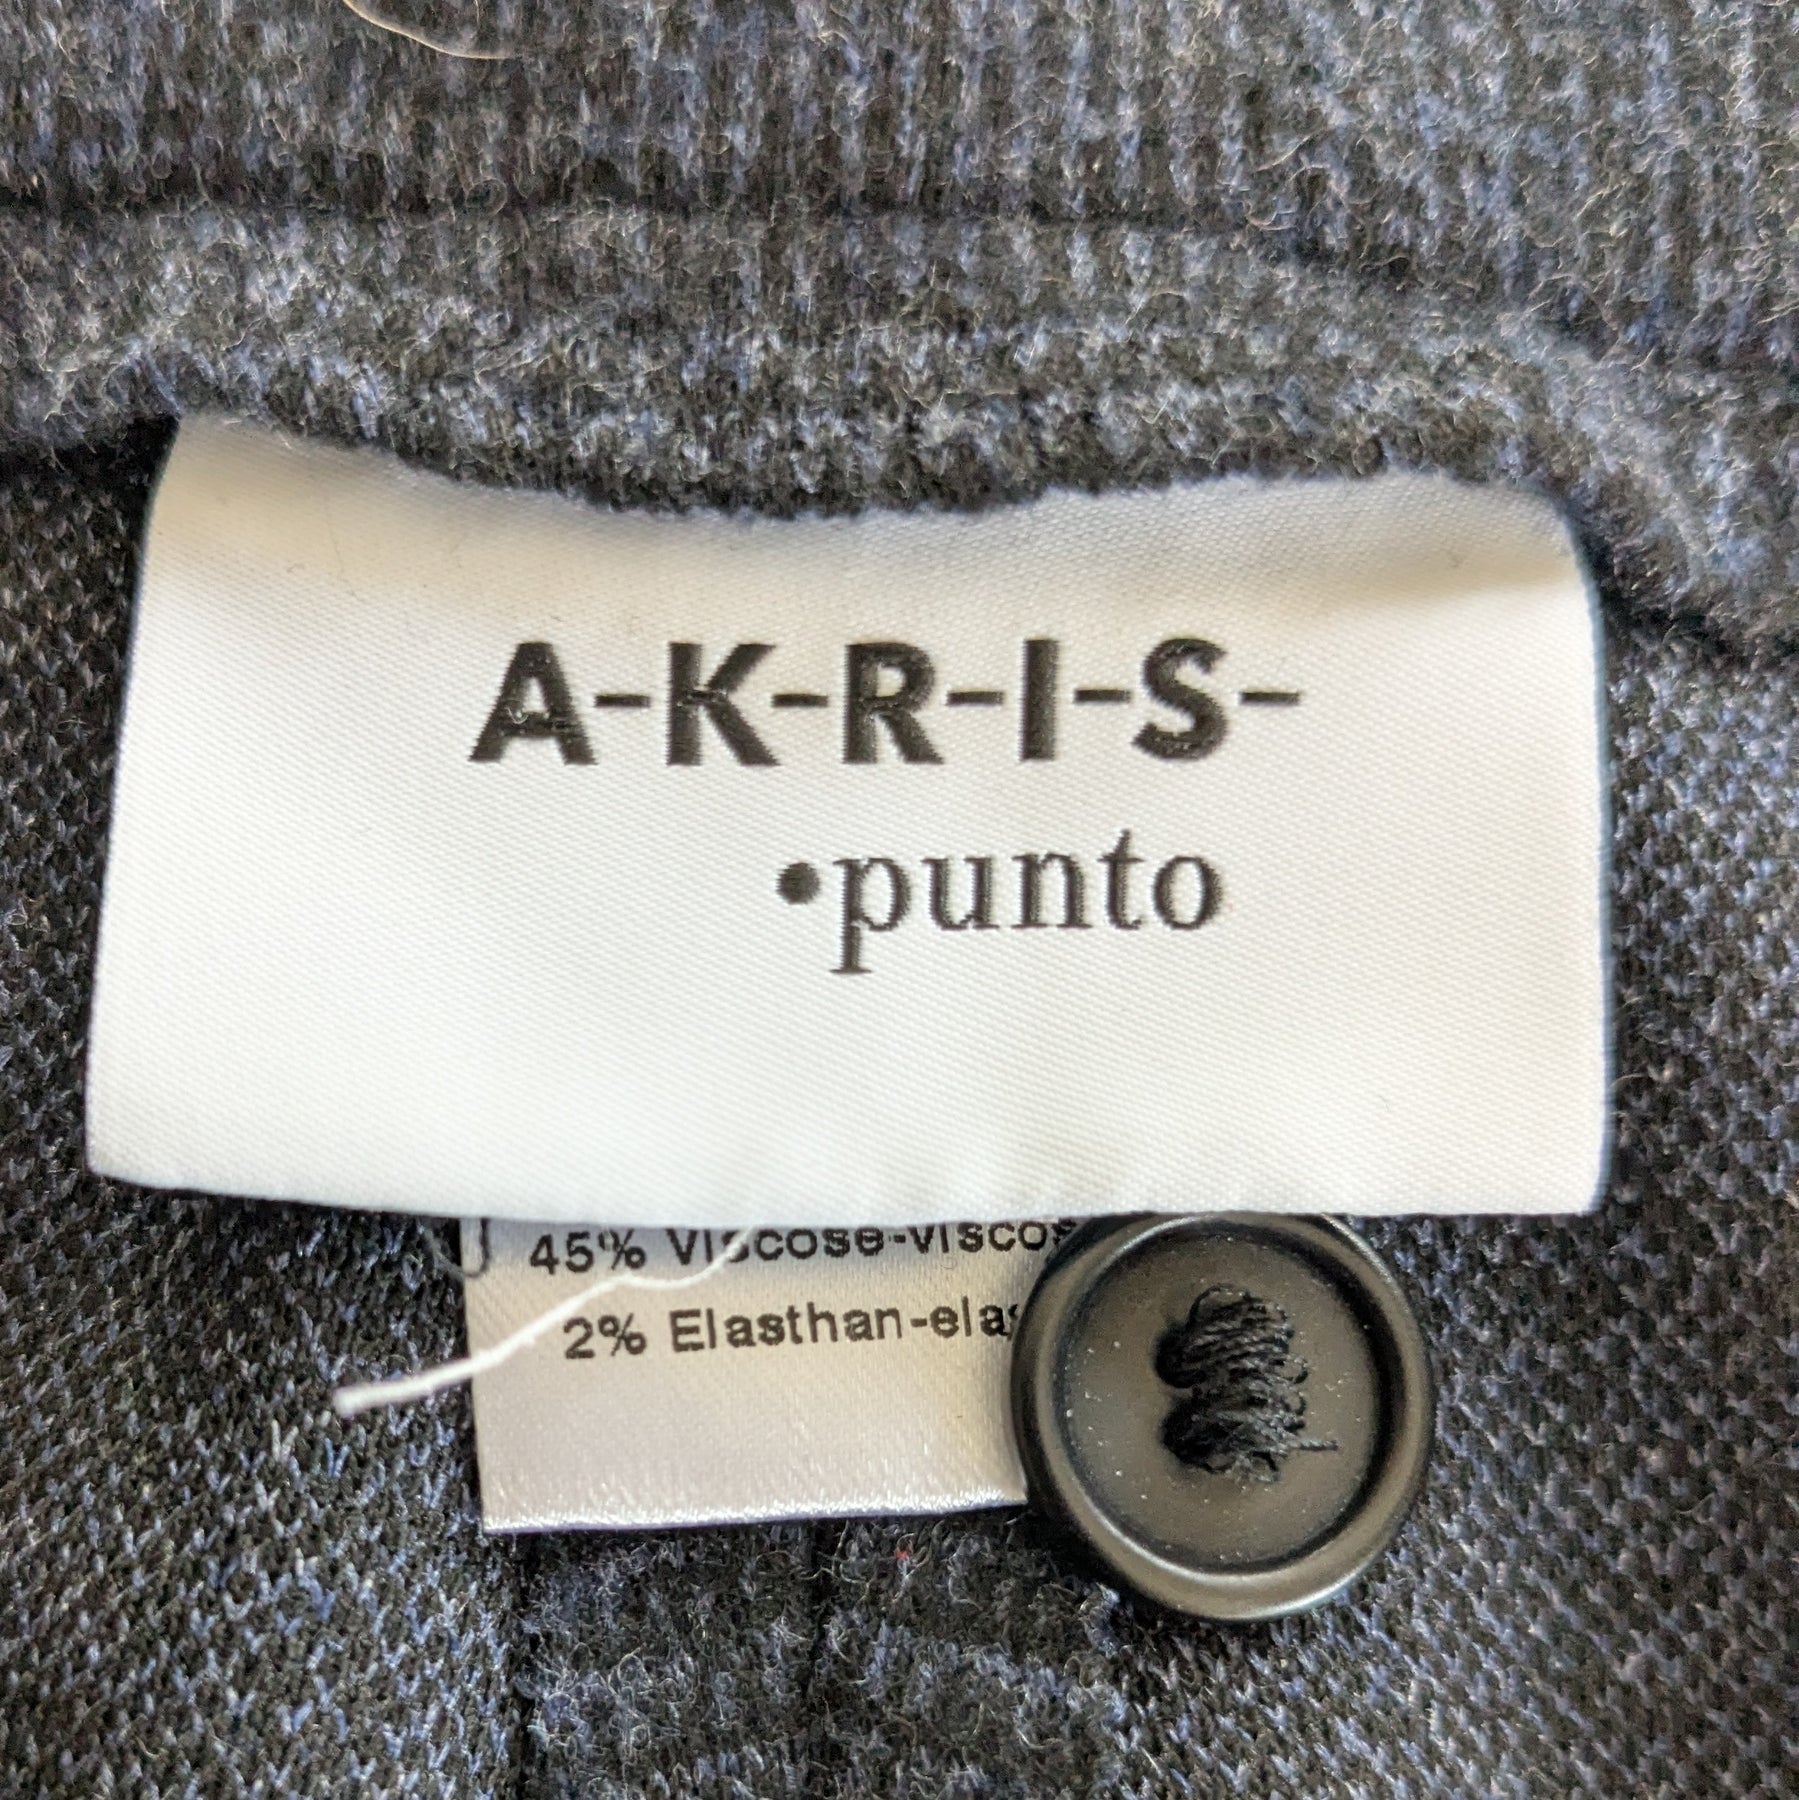 A-K-R-I-S-
•punto
45% Viscose-viscos
2% Elasthan-elas